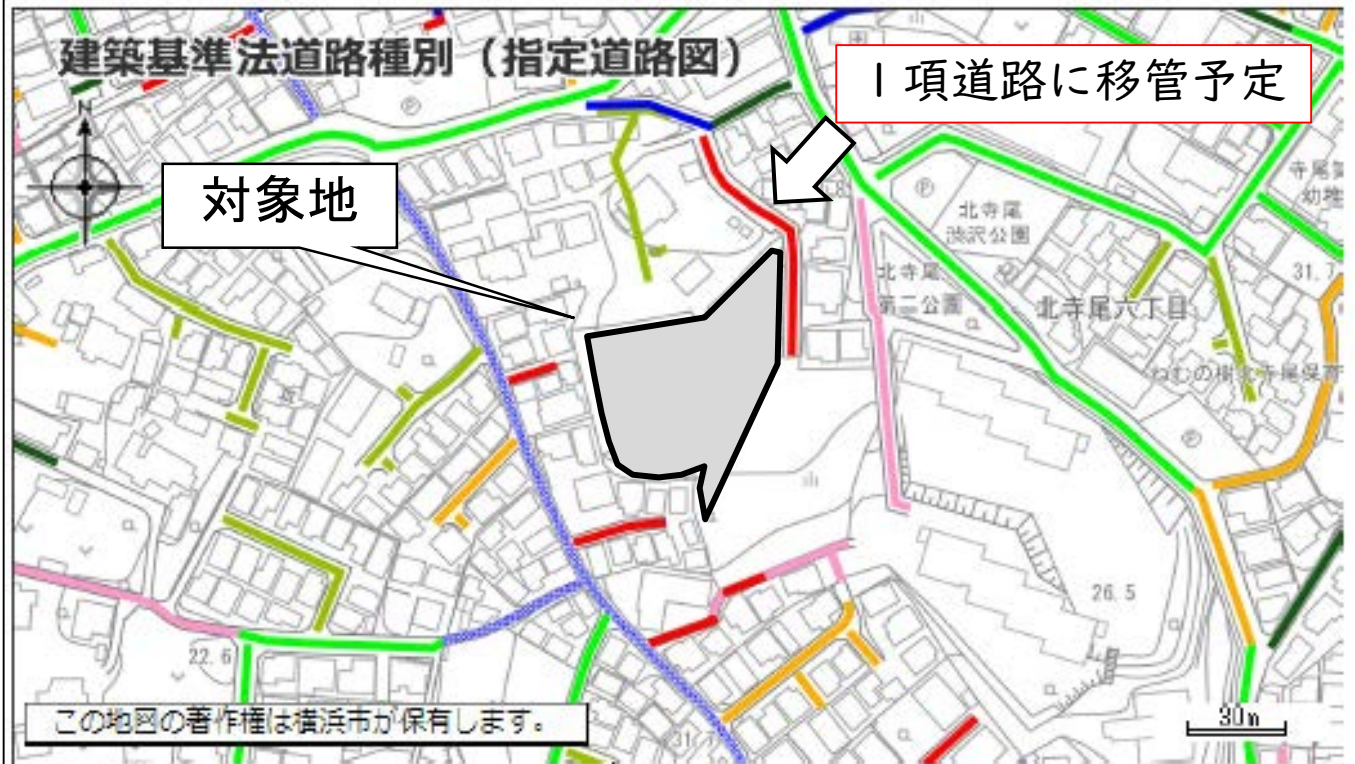 建築基準法道路種別（指定道路図）
１項道路に移管予定
N
対象地
P
P
北寺尾
渋沢公園
北寺尾
第二公園
北寺尾六丁目
31.7
P
26.5
22.6
30m
この地図の著作権は横浜市が保有します。